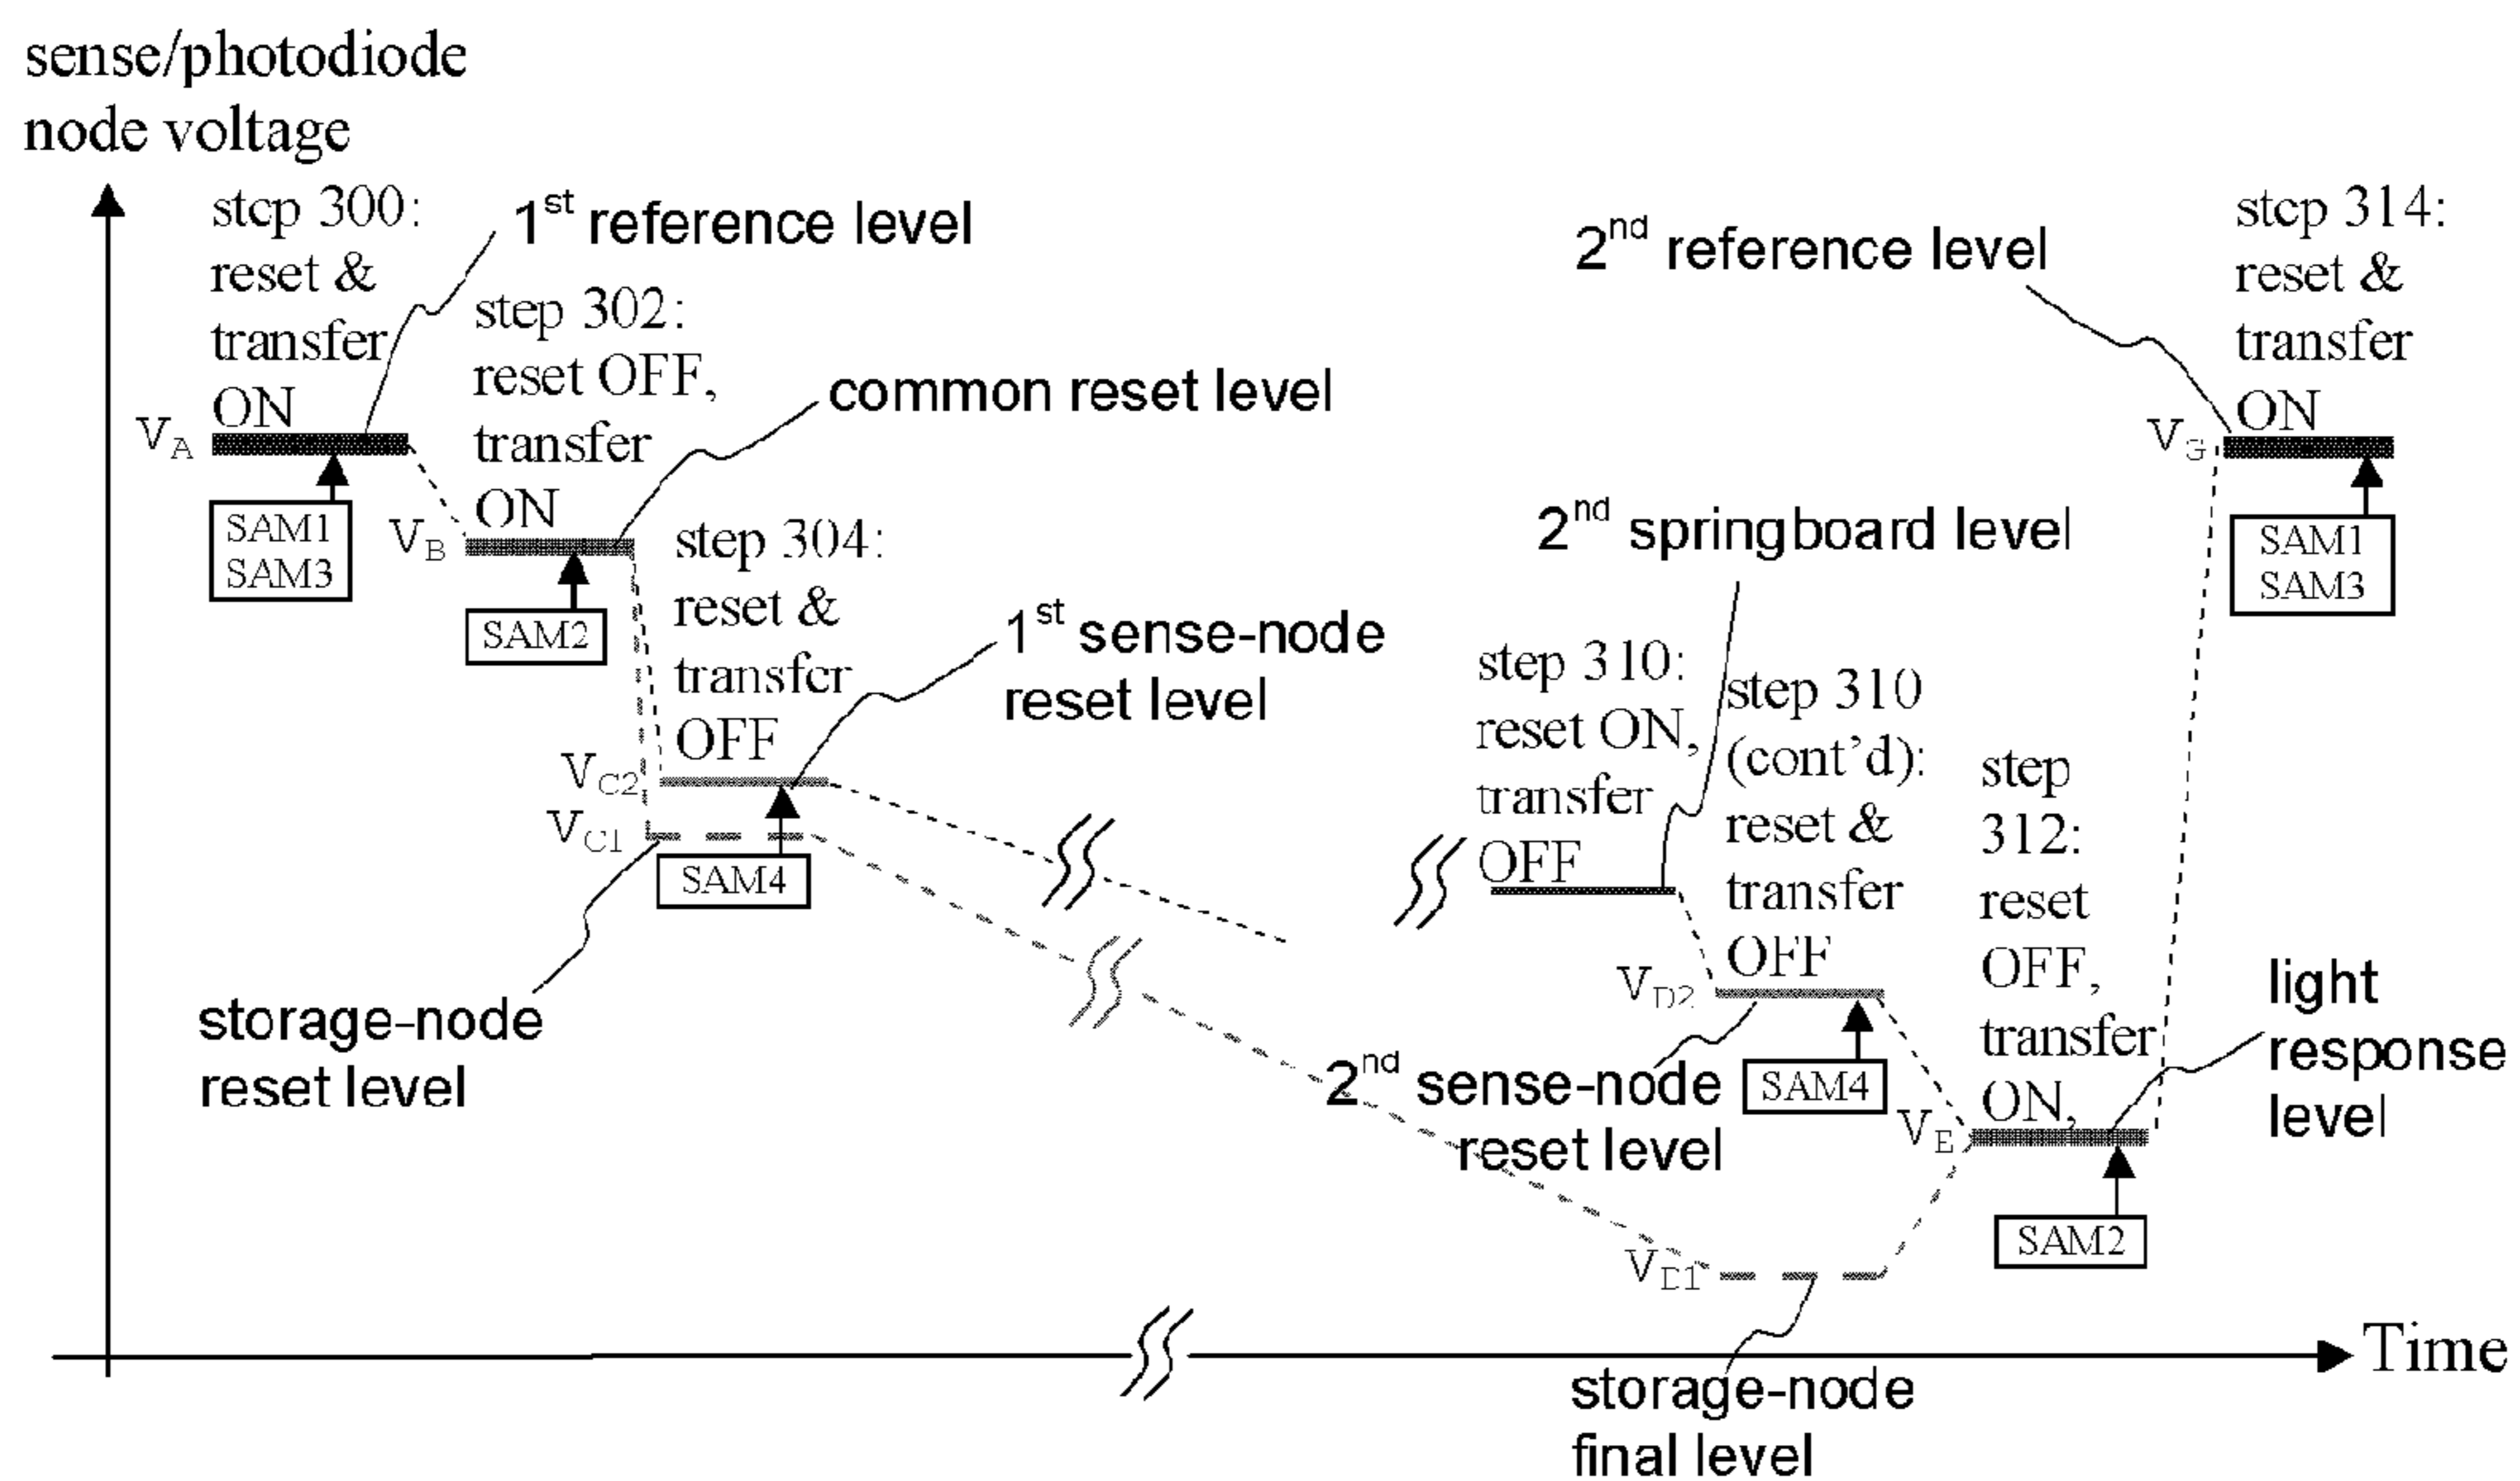 sense/photodiode
node voltage
stcp 300:
reset &
transfer
ON
1st reference level
step 302:
reset OFF,
transfer
ON
common reset level
VA
SAM1
SAM3
VB
SAM2
step 304:
reset &
transfcr
OFF
1st sense-node
reset level
VC2
VC1
SAM4
storage-node
reset level
2nd reference level
stcp 314:
reset &
transfer
ON
VG
SAM1
SAM3
2nd springboard level
step 310:
reset ON,
transfer
OFF
step 310
(cont’d):
reset &
transfer
OFF
VD2
SAM4
2nd sense-node
reset level
step
312:
reset
OFF,
transfer
ON,
VE
SAM2
light
response
level
VD1
storage-node
final level
Time